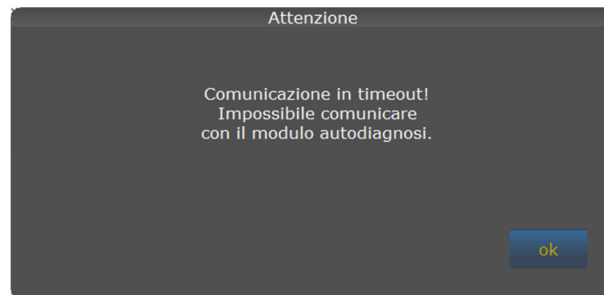 Attenzione
Comunicazione in timeout!
Impossibile comunicare
con il modulo autodiagnosi.
ok